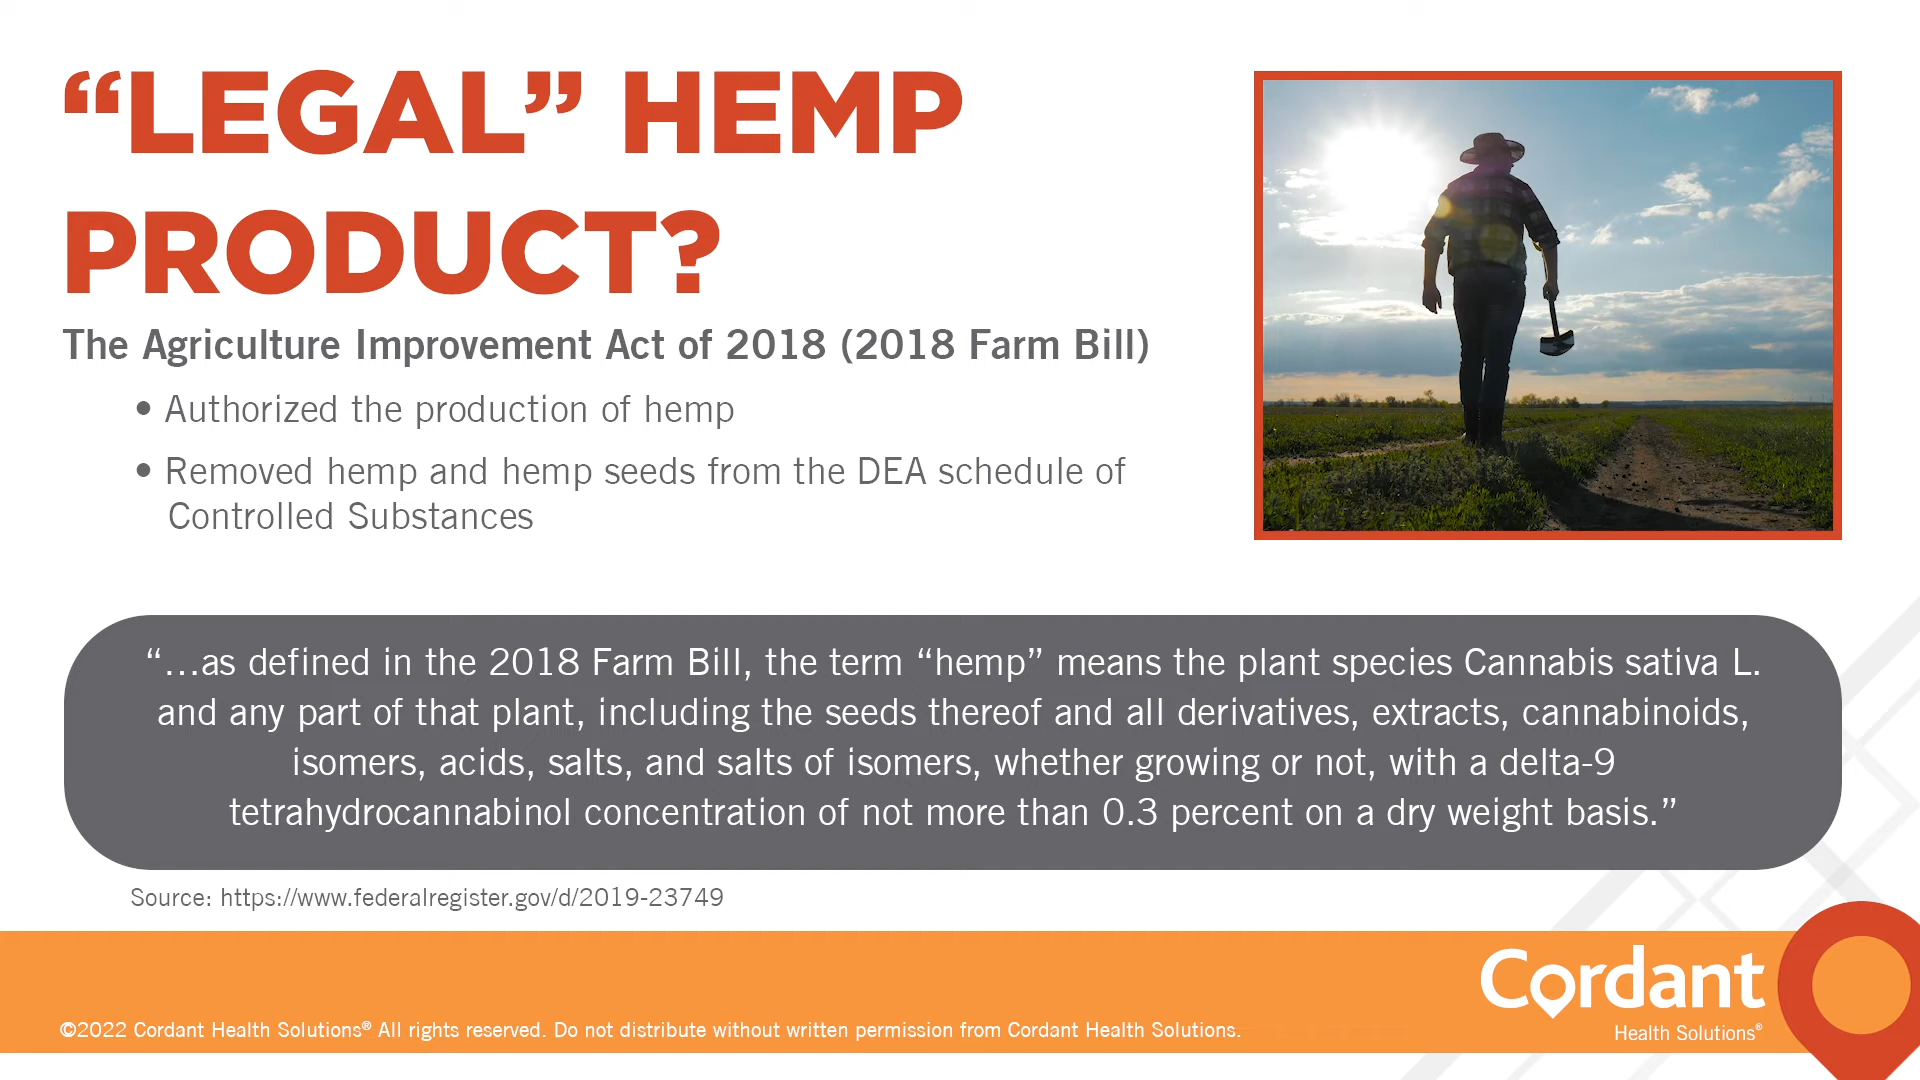 “LEGAL” HEMP
PRODUCT?
The Agriculture Improvement Act of 2018 (2018 Farm Bill)
• Authorized the production of hemp
• Removed hemp and hemp seeds from the DEA schedule of
Controlled Substances
“…as defined in the 2018 Farm Bill, the term “hemp” means the plant species Cannabis sativa L.
and any part of that plant, including the seeds thereof and all derivatives, extracts, cannabinoids,
isomers, acids, salts, and salts of isomers, whether growing or not, with a delta-9
tetrahydrocannabinol concentration of not more than 0.3 percent on a dry weight basis.”
Source: https://www.federalregister.gov/d/2019-23749
Cordant
Health Solutions®
©2022 Cordant Health Solutions® All rights reserved. Do not distribute without written permission from Cordant Health Solutions.